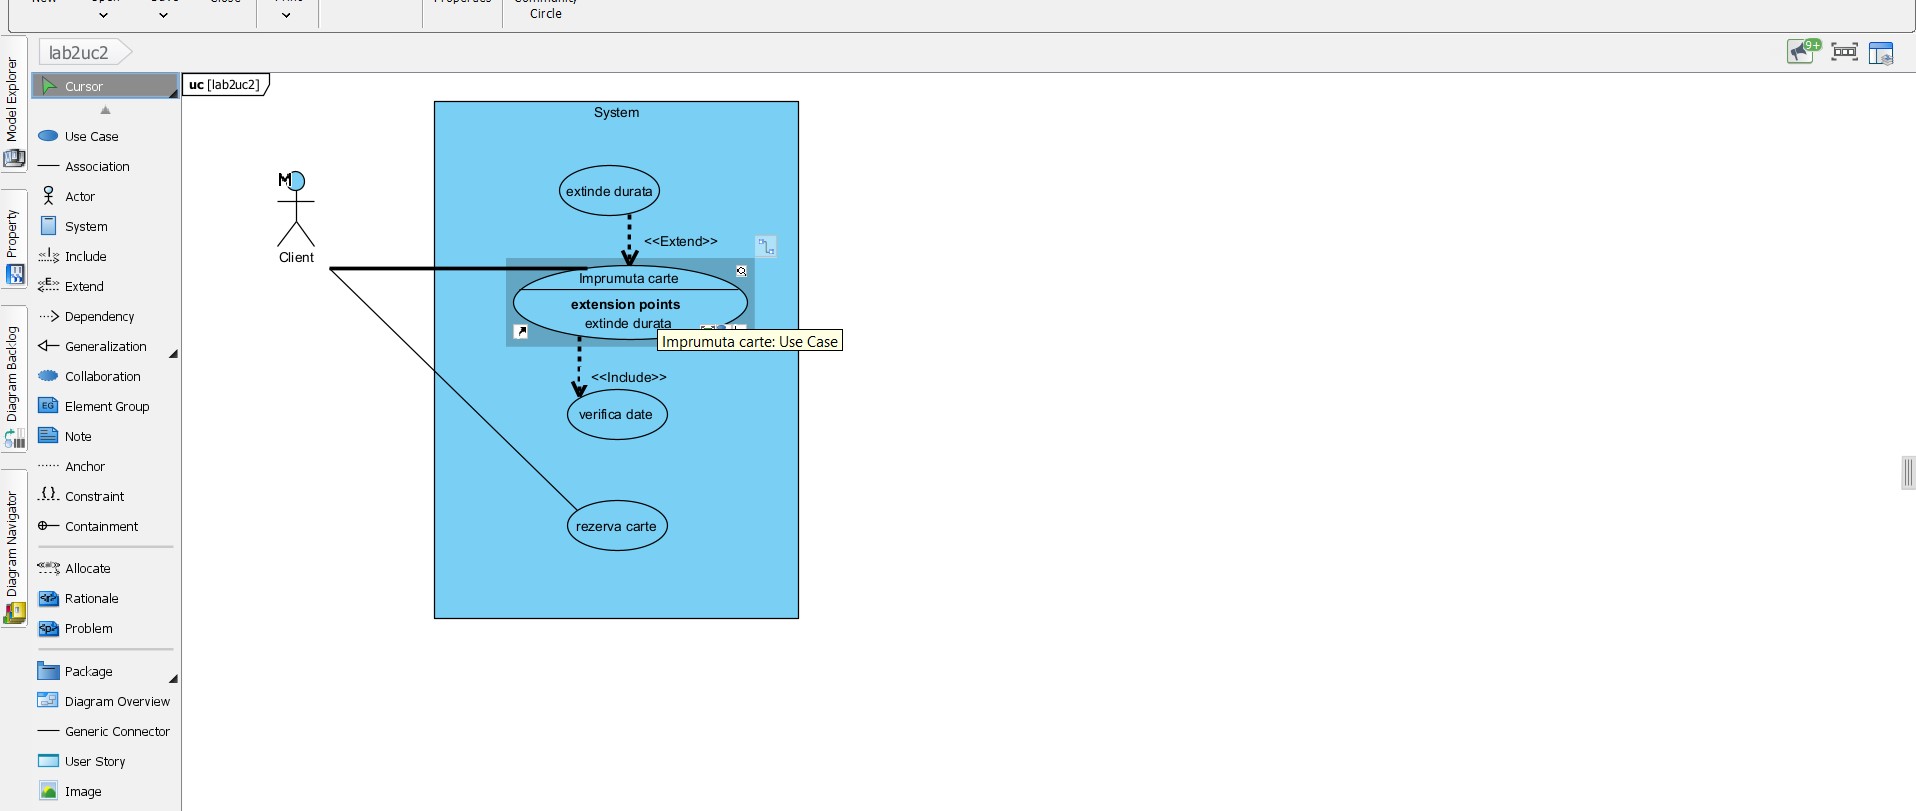 Circle
lab2uc2
9+
Model Explorer
Property
Diagram Backlog
Diagram Navigator
Cursor
Use Case
Association
Actor
System
Include
Extend
Dependency
Generalization
Collaboration
EG
Element Group
Note
Anchor
Constraint
Containment
Allocate
Rationale
Problem
Package
Diagram Overview
Generic Connector
User Story
Image
uc [lab2uc2]
System
M
Client
extinde durata
<<Extend>>
Imprumuta carte
extension points
extinde durata
Imprumuta carte: Use Case
<<Include>>
verifica date
rezerva carte